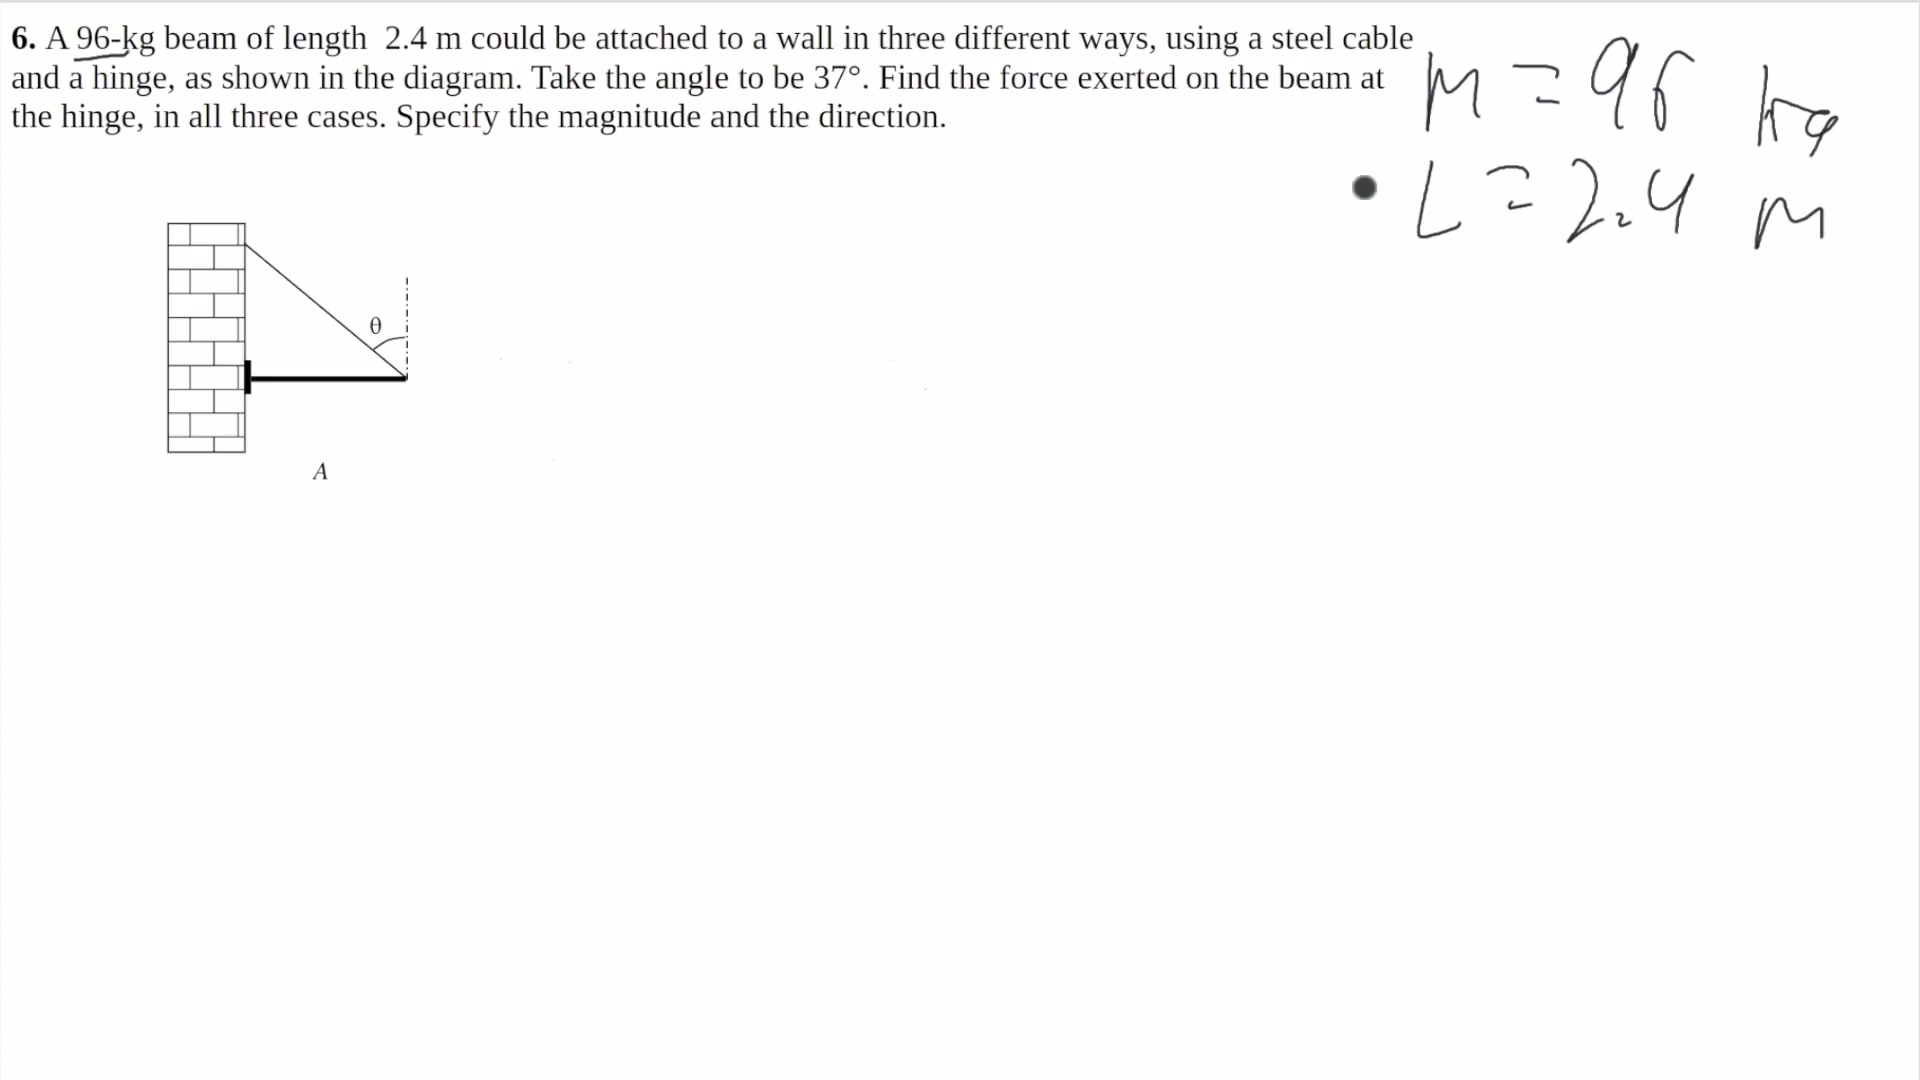 6. A 96-kg beam of length 2.4 m could be attached to a wall in three different ways, using a steel cable
and a hinge, as shown in the diagram. Take the angle to be 37°. Find the force exerted on the beam at
the hinge, in all three cases. Specify the magnitude and the direction.
M = 96 kg
L = 2.4 m
θ
A